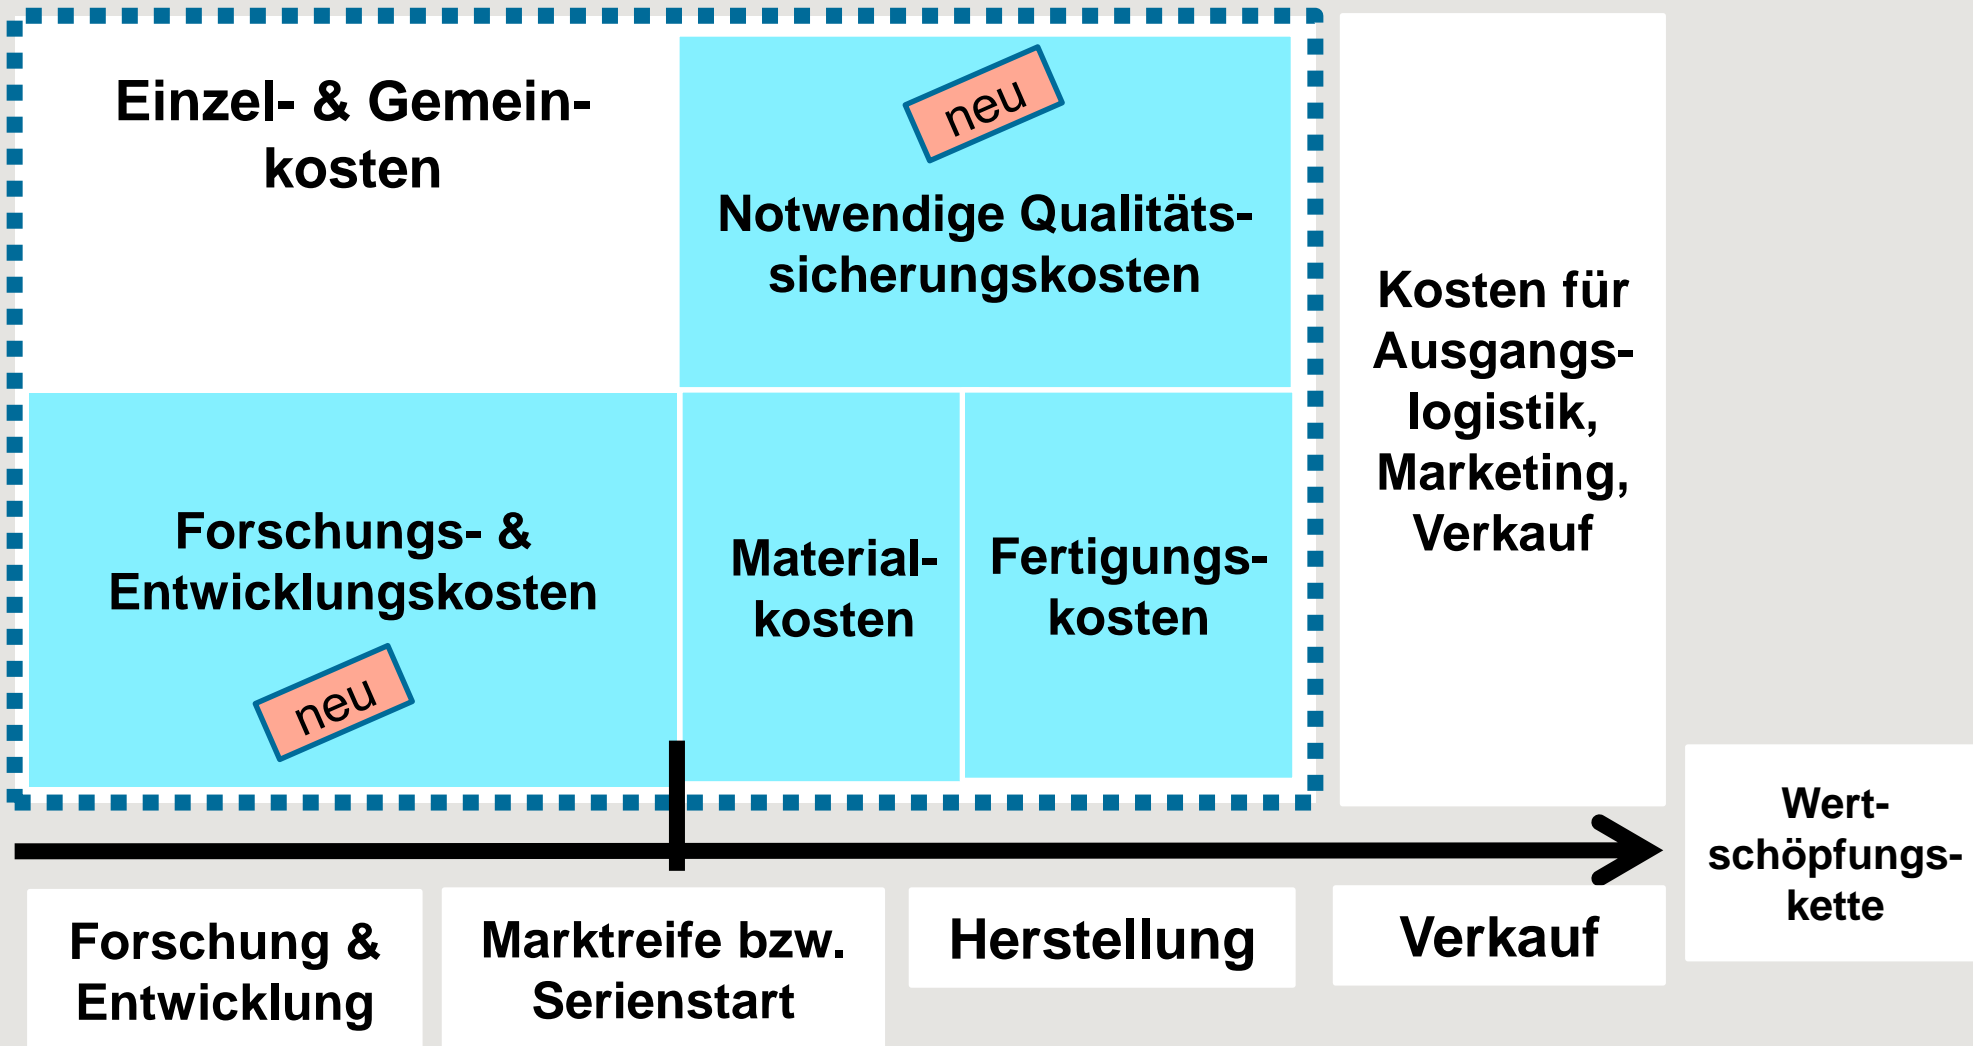 Einzel- & Gemein-
kosten
neu
Notwendige Qualitäts-
sicherungskosten
Forschungs- &
Entwicklungskosten
neu
Material-
kosten
Fertigungs-
kosten
Kosten für
Ausgangs-
logistik,
Marketing,
Verkauf
Wert-
schöpfungs-
kette
Forschung &
Entwicklung
Marktreife bzw.
Serienstart
Herstellung
Verkauf